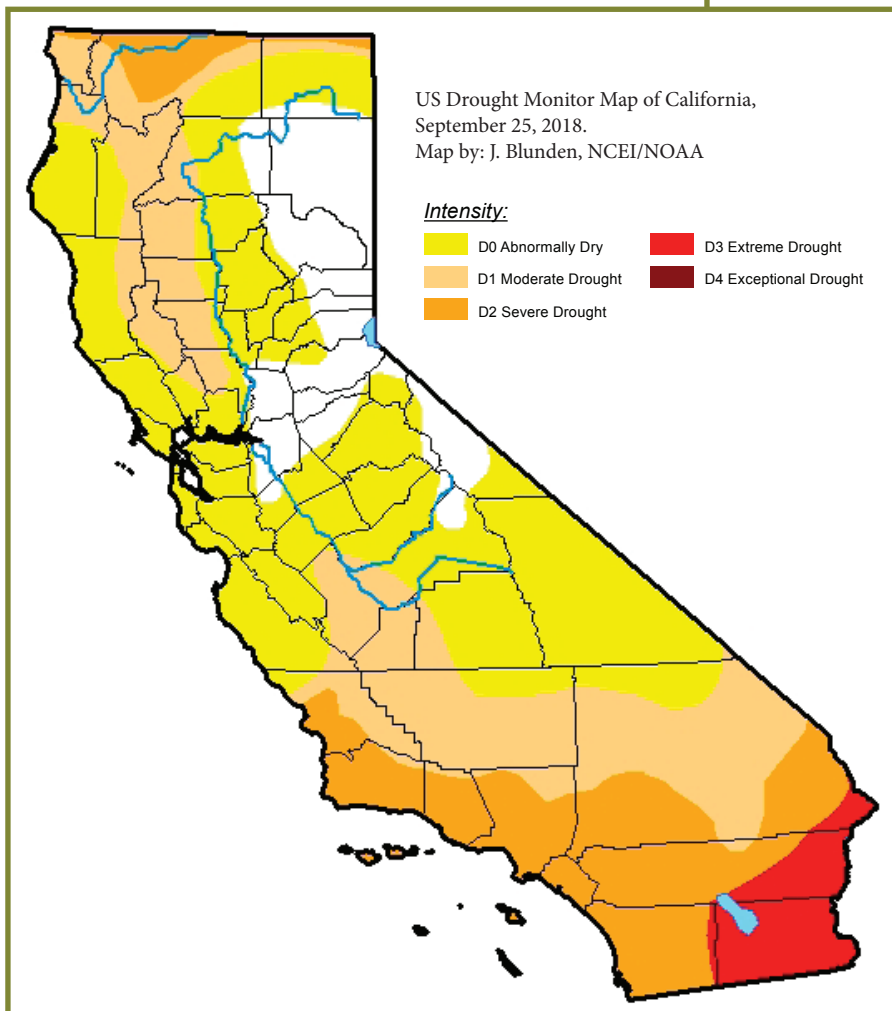 US Drought Monitor Map of California,
September 25, 2018.
Map by: J. Blunden, NCEI/NOAA
Intensity:
D0 Abnormally Dry
D1 Moderate Drought
D2 Severe Drought
D3 Extreme Drought
D4 Exceptional Drought